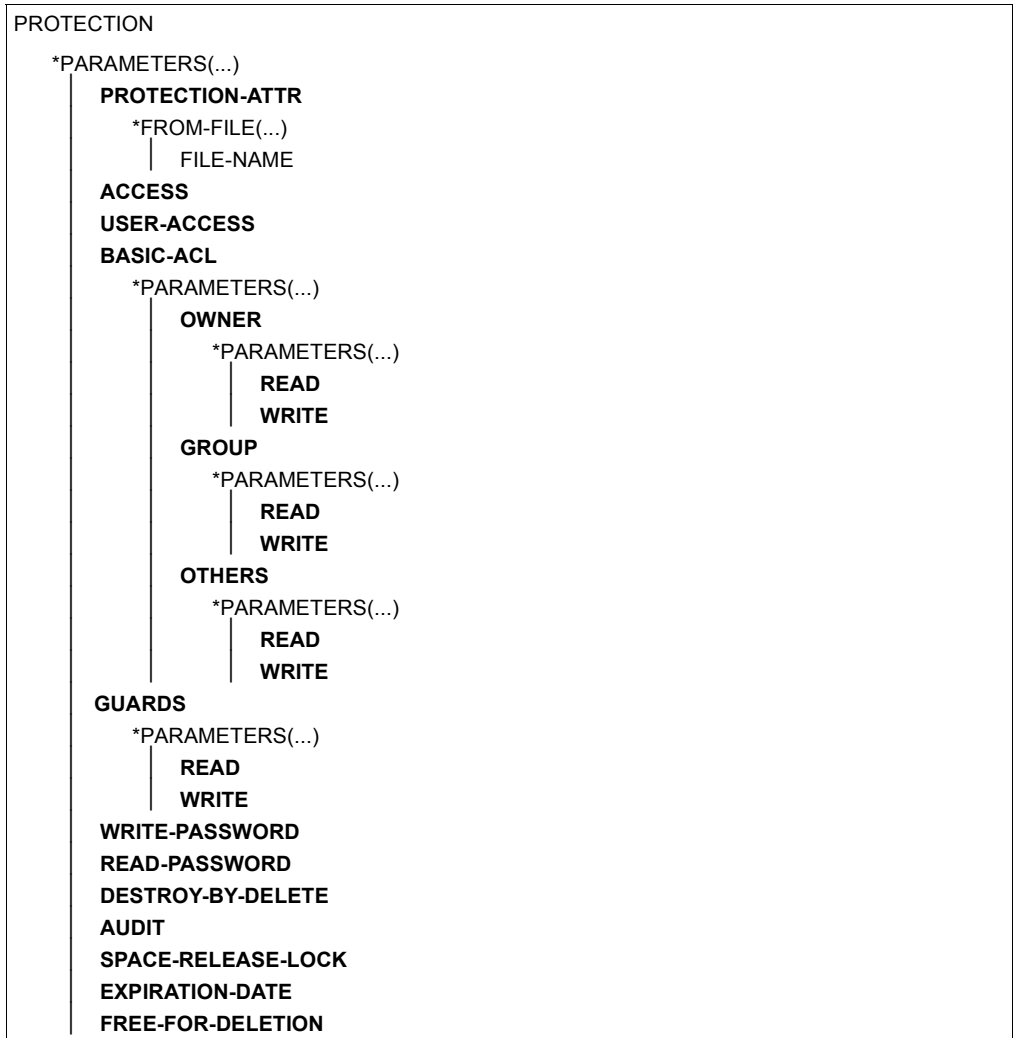 PROTECTION
*PARAMETERS(...)
PROTECTION-ATTR
*FROM-FILE(...)
FILE-NAME
ACCESS
USER-ACCESS
BASIC-ACL
*PARAMETERS(...)
OWNER
*PARAMETERS(...)
READ
WRITE
GROUP
*PARAMETERS(...)
READ
WRITE
OTHERS
*PARAMETERS(...)
READ
WRITE
GUARDS
*PARAMETERS(...)
READ
WRITE
WRITE-PASSWORD
READ-PASSWORD
DESTROY-BY-DELETE
AUDIT
SPACE-RELEASE-LOCK
EXPIRATION-DATE
FREE-FOR-DELETION